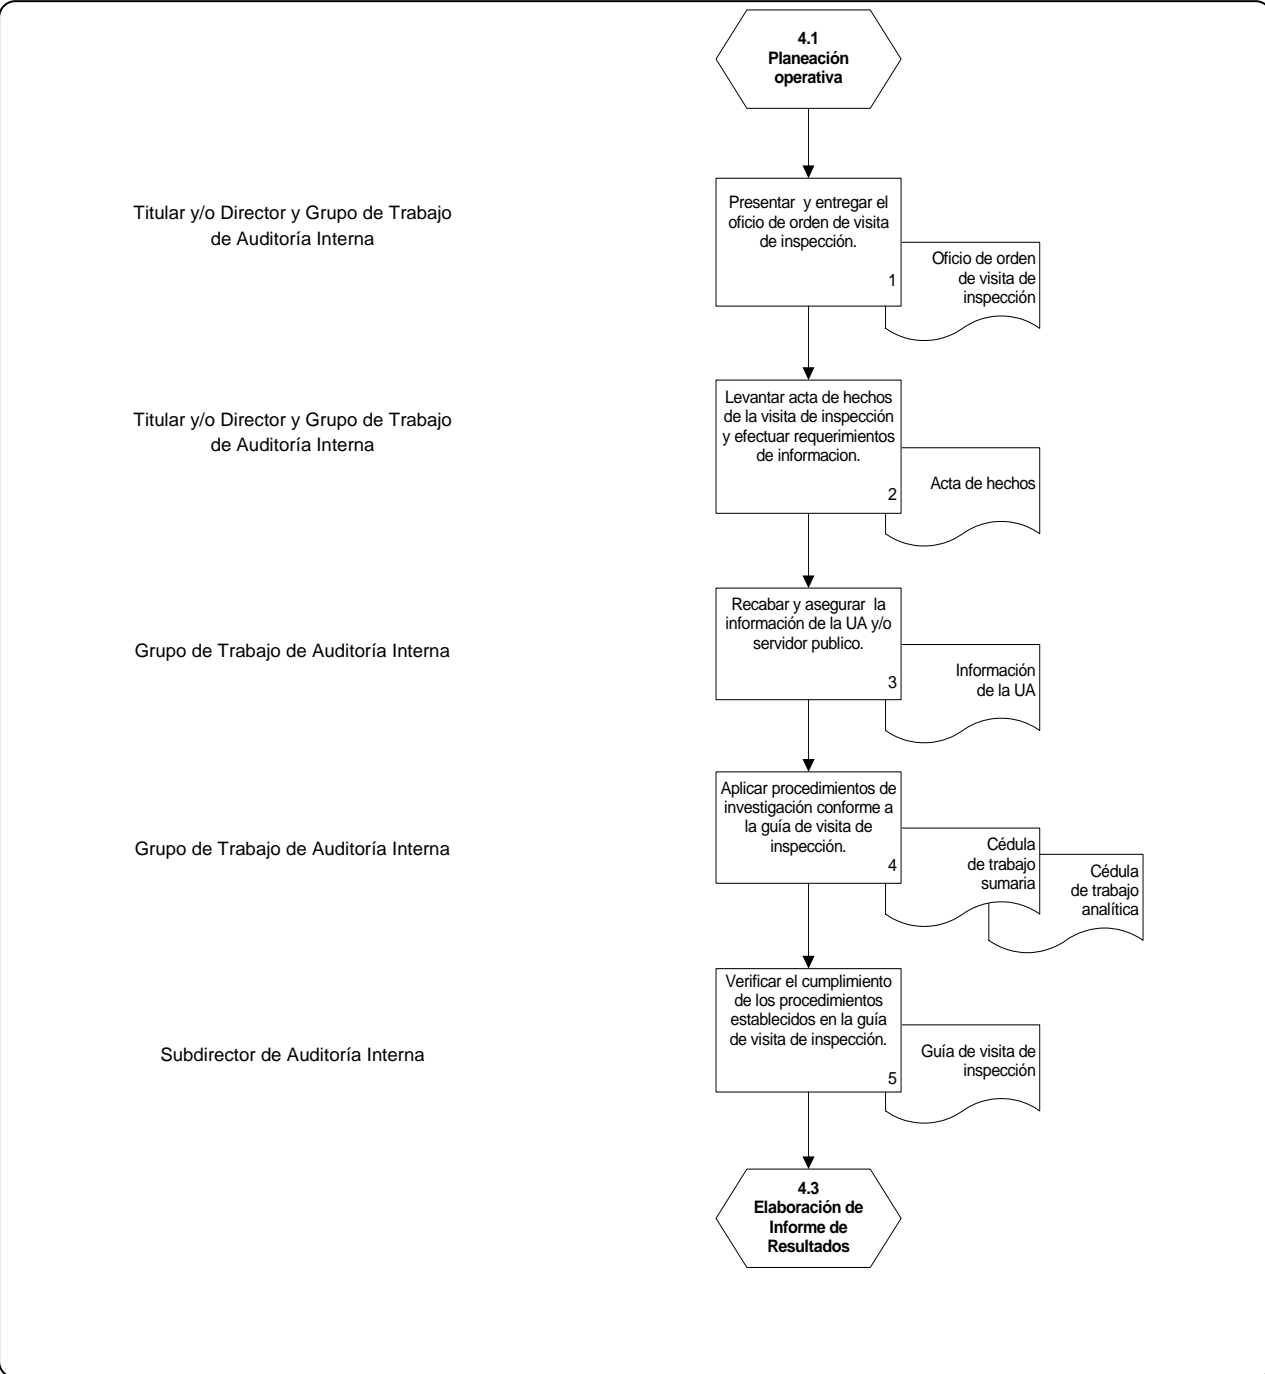 4.1
Planeación
operativa
Titular y/o Director y Grupo de Trabajo
de Auditoría Interna
Presentar y entregar el
oficio de orden de visita
de inspección.
1
Oficio de orden
de visita de
inspección
Titular y/o Director y Grupo de Trabajo
de Auditoría Interna
Levantar acta de hechos
de la visita de inspección
y efectuar requerimientos
de informacion.
2
Acta de hechos
Grupo de Trabajo de Auditoría Interna
Recabar y asegurar la
información de la UA y/o
servidor publico.
3
Información
de la UA
Grupo de Trabajo de Auditoría Interna
Aplicar procedimientos de
investigación conforme a
la guía de visita de
inspección.
4
Cédula
de trabajo
sumaria
Cédula
de trabajo
analítica
Subdirector de Auditoría Interna
Verificar el cumplimiento
de los procedimientos
establecidos en la guía
de visita de inspección.
5
Guía de visita de
inspección
4.3
Elaboración de
Informe de
Resultados